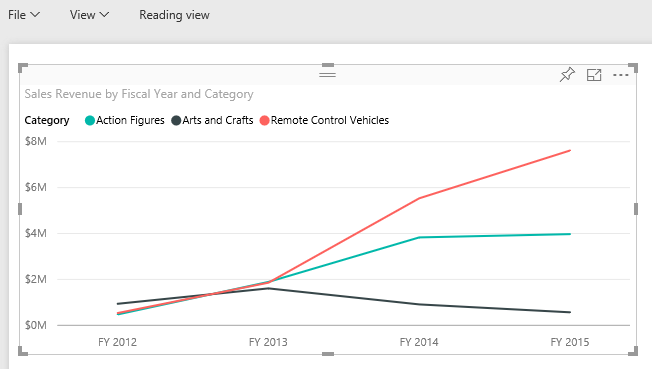 File View Reading view
Sales Revenue by Fiscal Year and Category
Category Action Figures Arts and Crafts Remote Control Vehicles
$8M
$6M
$4M
$2M
$0M
FY 2012 FY 2013 FY 2014 FY 2015